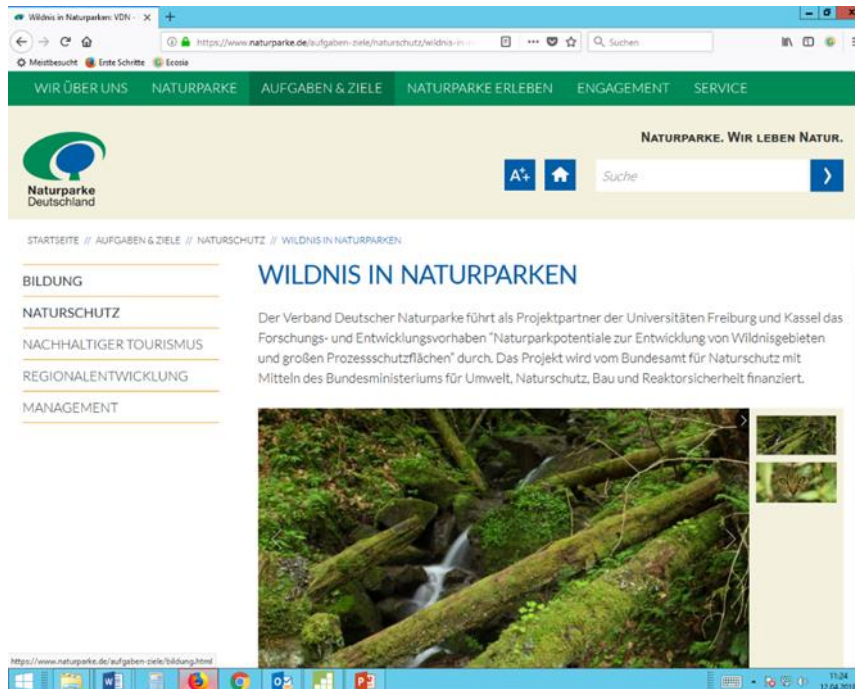 Wildnis in Naturparken: VDN -
https://www.naturparke.de/aufgaben-ziele/naturschutz/wildnis-in
Suchen
Meistbesucht Erste Schritte Ecosia
WIR ÜBER UNS NATURPARKE AUFGABEN & ZIELE NATURPARKE ERLEBEN ENGAGEMENT SERVICE
NATURPARKE. WIR LEBEN NATUR.
A++ Suche
Naturparke
Deutschland
STARTSEITE // AUFGABEN & ZIELE // NATURSCHUTZ // WILDNIS IN NATURPARKEN
BILDUNG
NATURSCHUTZ
NACHHALTIGER TOURISMUS
REGIONALENTWICKLUNG
MANAGEMENT
WILDNIS IN NATURPARKEN
Der Verband Deutscher Naturparke führt als Projektpartner der Universitäten Freiburg und Kassel das
Forschungs- und Entwicklungsvorhaben "Naturparkpotentiale zur Entwicklung von Wildnisgebieten
und großen Prozessschutzflächen" durch. Das Projekt wird vom Bundesamt für Naturschutz mit
Mitteln des Bundesministeriums für Umwelt, Naturschutz, Bau und Reaktorsicherheit finanziert.
https://www.naturparke.de/aufgaben-ziele/bildung.html
11:24